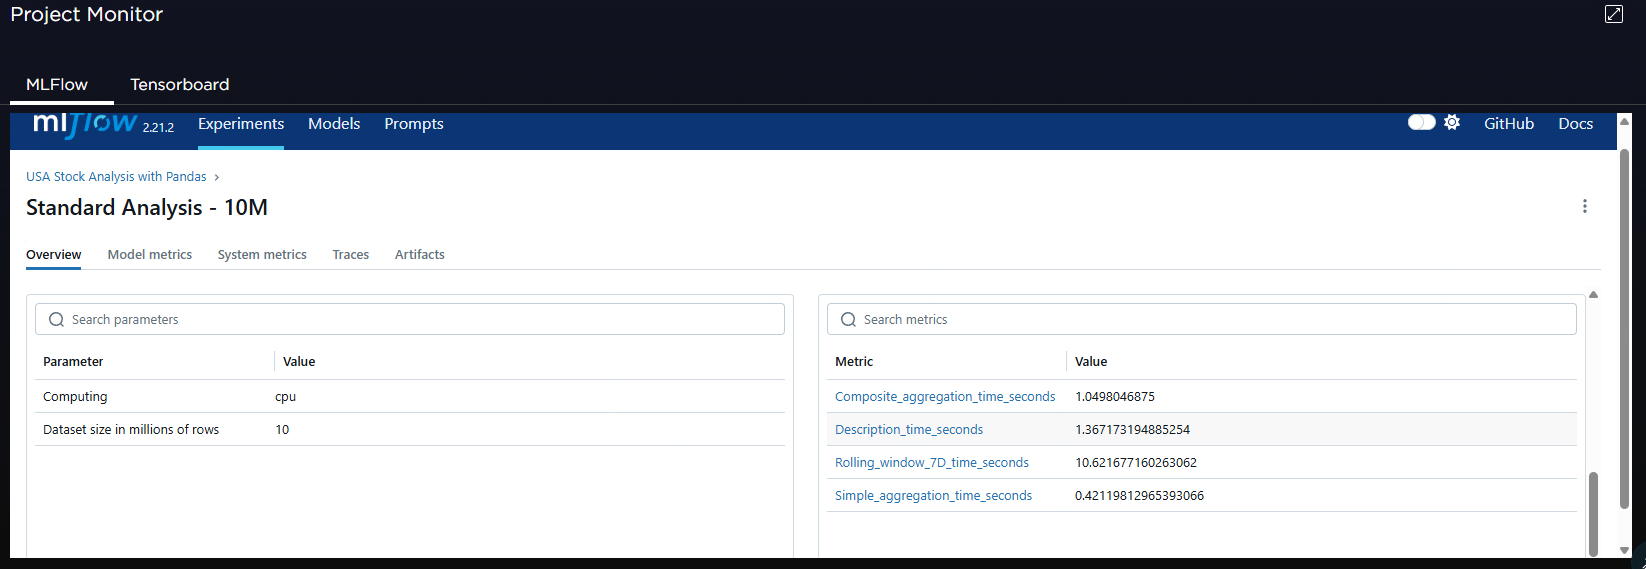 Project Monitor
MLFlow Tensorboard
mlflow 2.21.2 Experiments Models Prompts GitHub Docs
USA Stock Analysis with Pandas
Standard Analysis - 10M
Overview Model metrics System metrics Traces Artifacts
Search parameters
Parameter Value
Computing cpu
Dataset size in millions of rows 10
Search metrics
Metric Value
Composite_aggregation_time_seconds 1.0498046875
Description_time_seconds 1.367173194885254
Rolling_window_7D_time_seconds 10.621677160263062
Simple_aggregation_time_seconds 0.42119812965393066